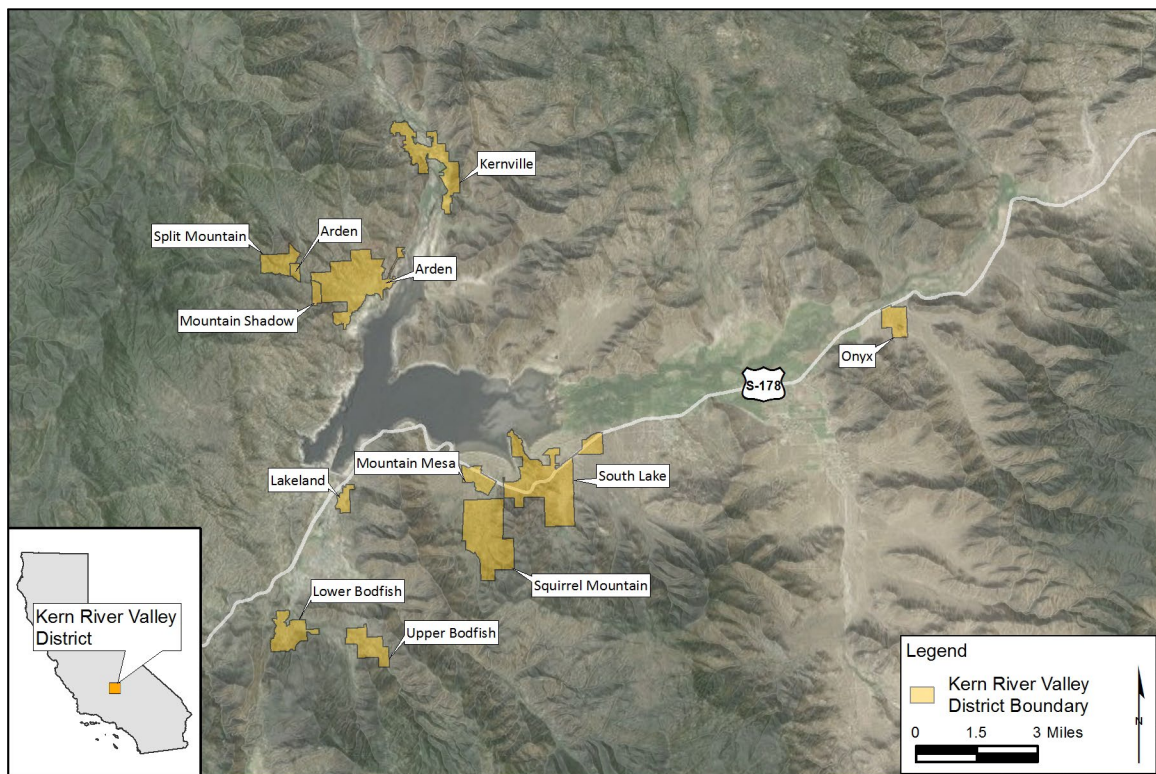 Kernville
Arden
Split Mountain
Arden
Mountain Shadow
Onyx
S-178
Mountain Mesa
Lakeland
South Lake
Squirrel Mountain
Lower Bodfish
Upper Bodfish
Kern River Valley
District
Legend
Kern River Valley
District Boundary
0 1.5 3 Miles
N